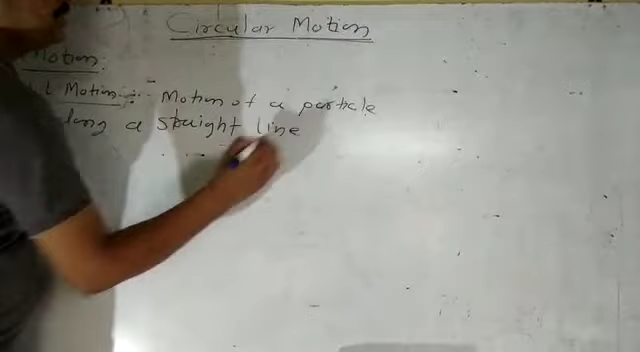 Circular Motion
Motion:
Motion :- Motion of a particle
along a straight line